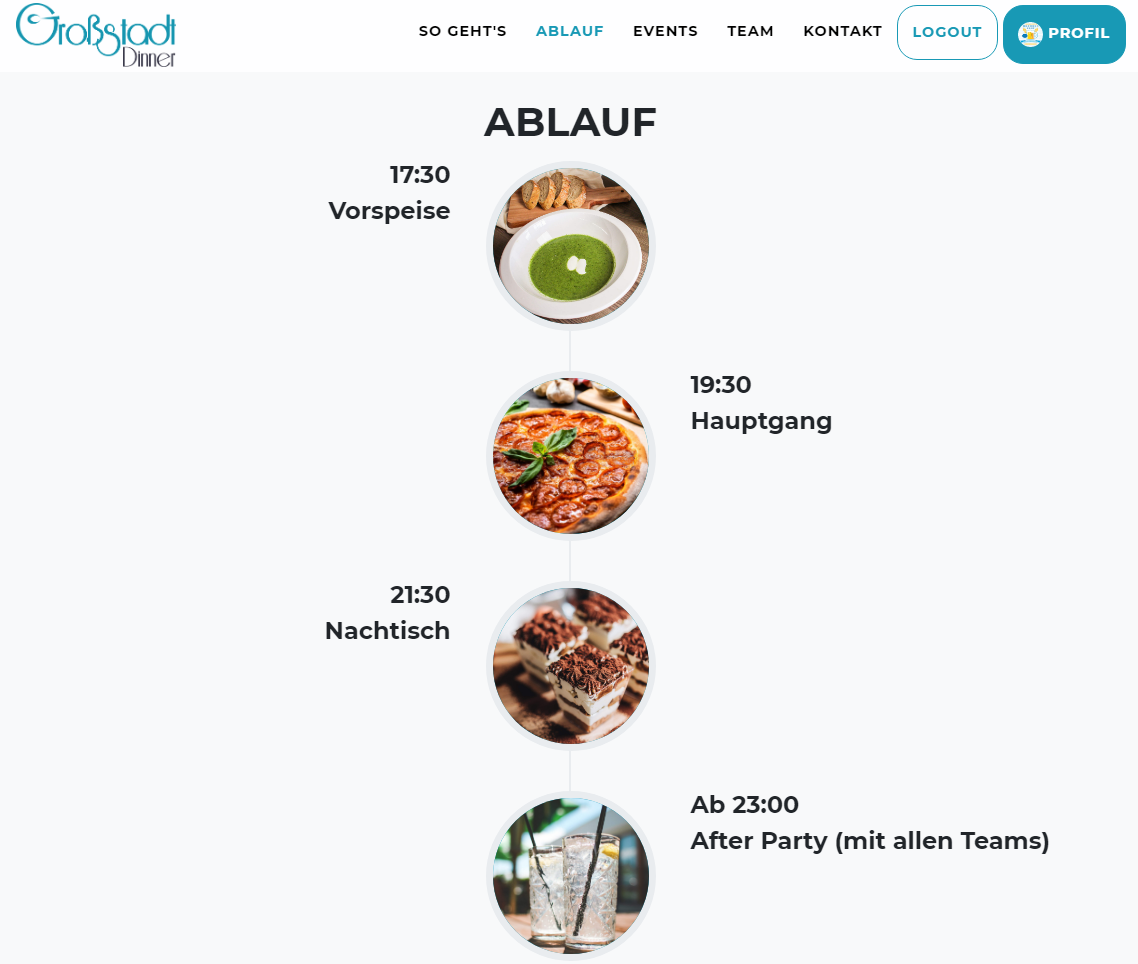 Großstadt
Dinner
SO GEHT'S
ABLAUF
EVENTS
TEAM
KONTAKT
LOGOUT
PROFIL
ABLAUF
17:30
Vorspeise
19:30
Hauptgang
21:30
Nachtisch
Ab 23:00
After Party (mit allen Teams)